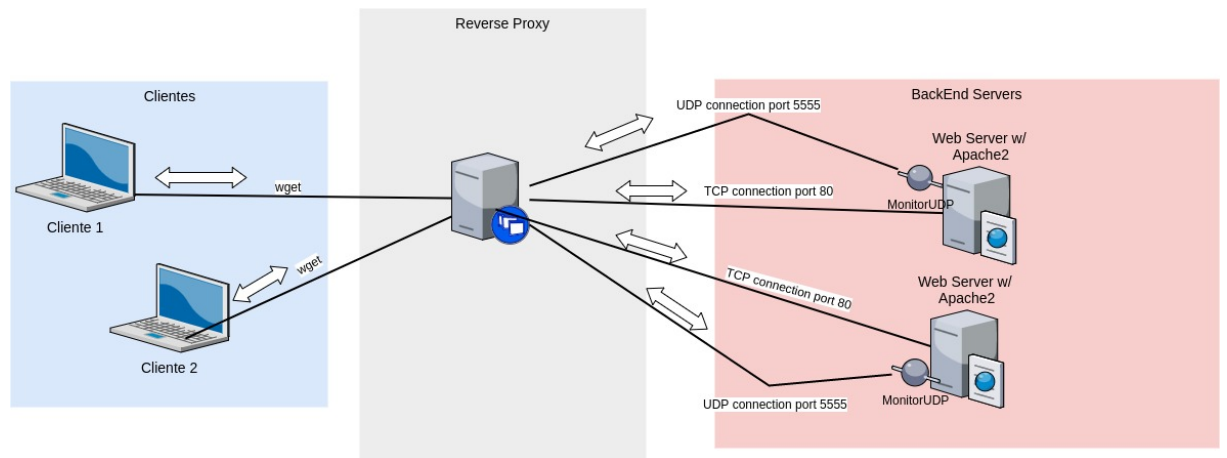 Reverse Proxy
Clientes
BackEnd Servers
UDP connection port 5555
Web Server w/
Apache2
wget
TCP connection port 80
MonitorUDP
Cliente 1
wget
TCP connection port 80
Web Server w/
Apache2
Cliente 2
MonitorUDP
UDP connection port 5555